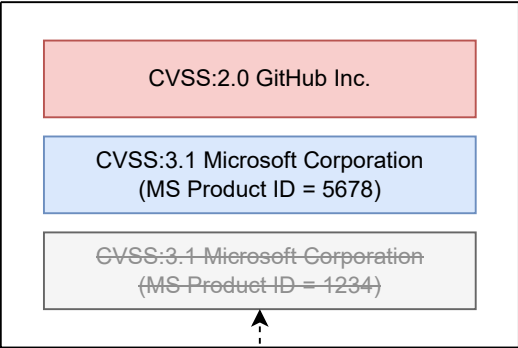 CVSS:2.0 GitHub Inc.
CVSS:3.1 Microsoft Corporation
(MS Product ID = 5678)
CVSS:3.1 Microsoft Corporation
(MS Product ID = 1234)